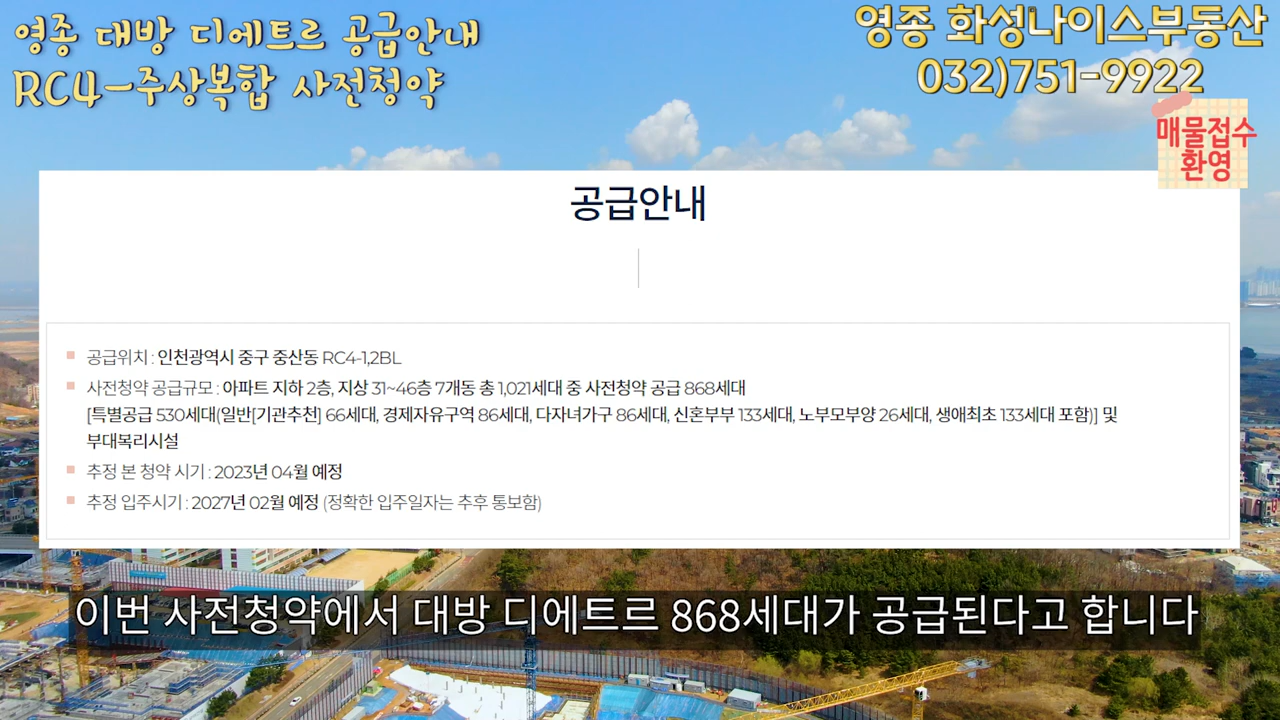 영종 대방 디에트르 공급안내
RC4-주상복합 사전청약
영종 화성나이스부동산
032)751-9922
매물접수
환영
공급안내
공급위치 : 인천광역시 중구 중산동 RC4-1,2BL
사전청약 공급규모 : 아파트 지하 2층, 지상 31~46층 7개동 총 1,021세대 중 사전청약 공급 868세대
[특별공급 530세대(일반[기관추천] 66세대, 경제자유구역 86세대, 다자녀가구 86세대, 신혼부부 133세대, 노부모부양 26세대, 생애최초 133세대 포함)] 및
부대복리시설
추정 본 청약 시기 : 2023년 04월 예정
추정 입주시기 : 2027년 02월 예정 (정확한 입주일자는 추후 통보함)
이번 사전청약에서 대방 디에트르 868세대가 공급된다고 합니다